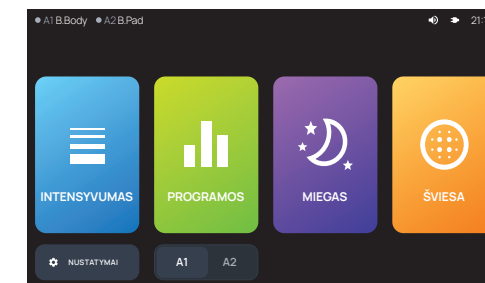 A1 B.Body A2 B.Pad
INTENSYVUMAS PROGRAMOS MIEGAS ŠVIESA
NUSTATYMAI A1 A2